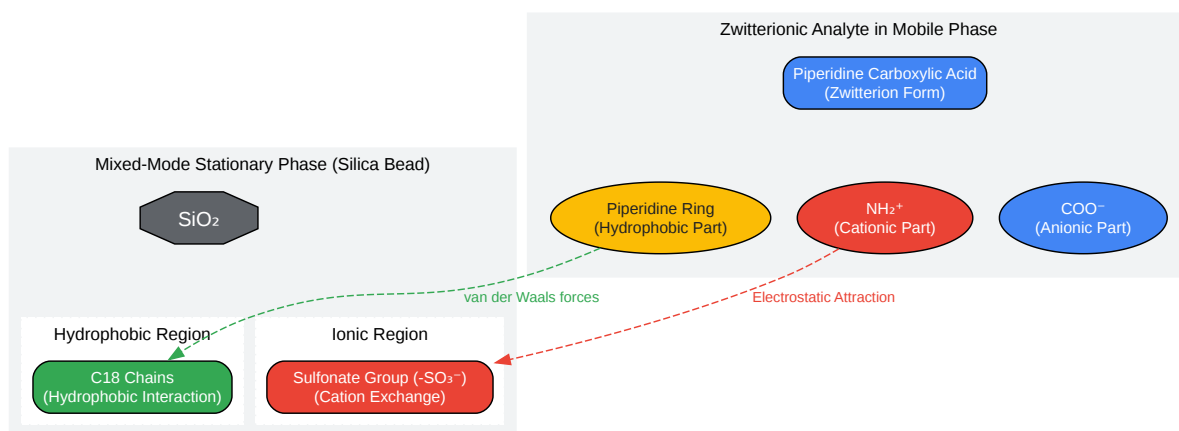 Zwitterionic Analyte in Mobile Phase
Piperidine Carboxylic Acid
(Zwitterion Form)
Mixed-Mode Stationary Phase (Silica Bead)
SiO₂
Piperidine Ring
(Hydrophobic Part)
NH₂⁺
(Cationic Part)
COO⁻
(Anionic Part)
van der Waals forces
Electrostatic Attraction
Hydrophobic Region
Ionic Region
C18 Chains
(Hydrophobic Interaction)
Sulfonate Group (-SO₃⁻)
(Cation Exchange)